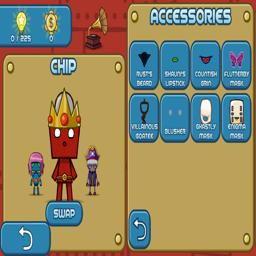 0 / 225
0
CHIP
SWAP
ACCESSORIES
RUST'S
BEARD
SHAUN'S
LIPSTICK
COUNTISH
GRIN
FLUTTERBY
MASK
VILLAINOUS
GOATEE
BLUSHER
GHASTLY
MASK
ENIGMA
MASK